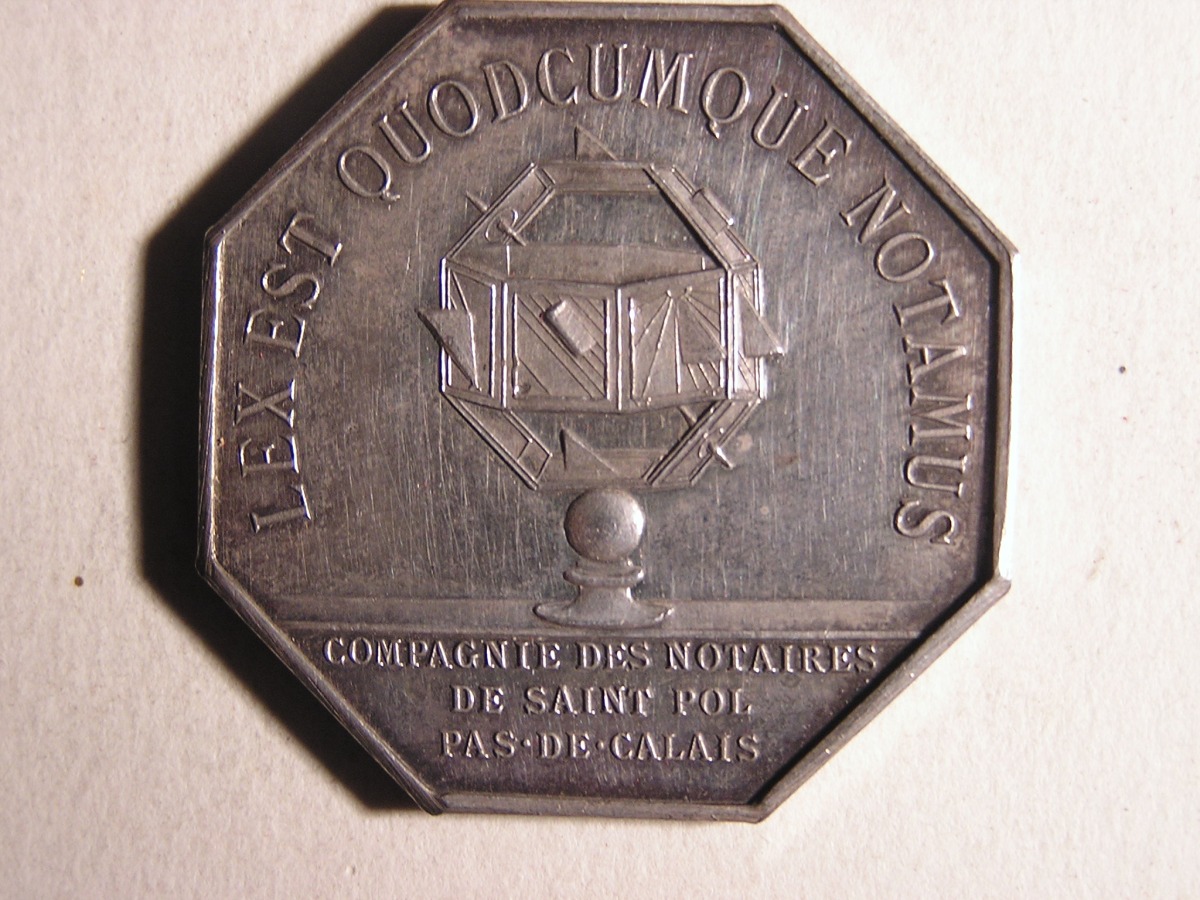 LEX EST QUODCUMQUE NOTAMUS
COMPAGNIE DES NOTAIRES
DE SAINT POL
PAS·DE·CALAIS